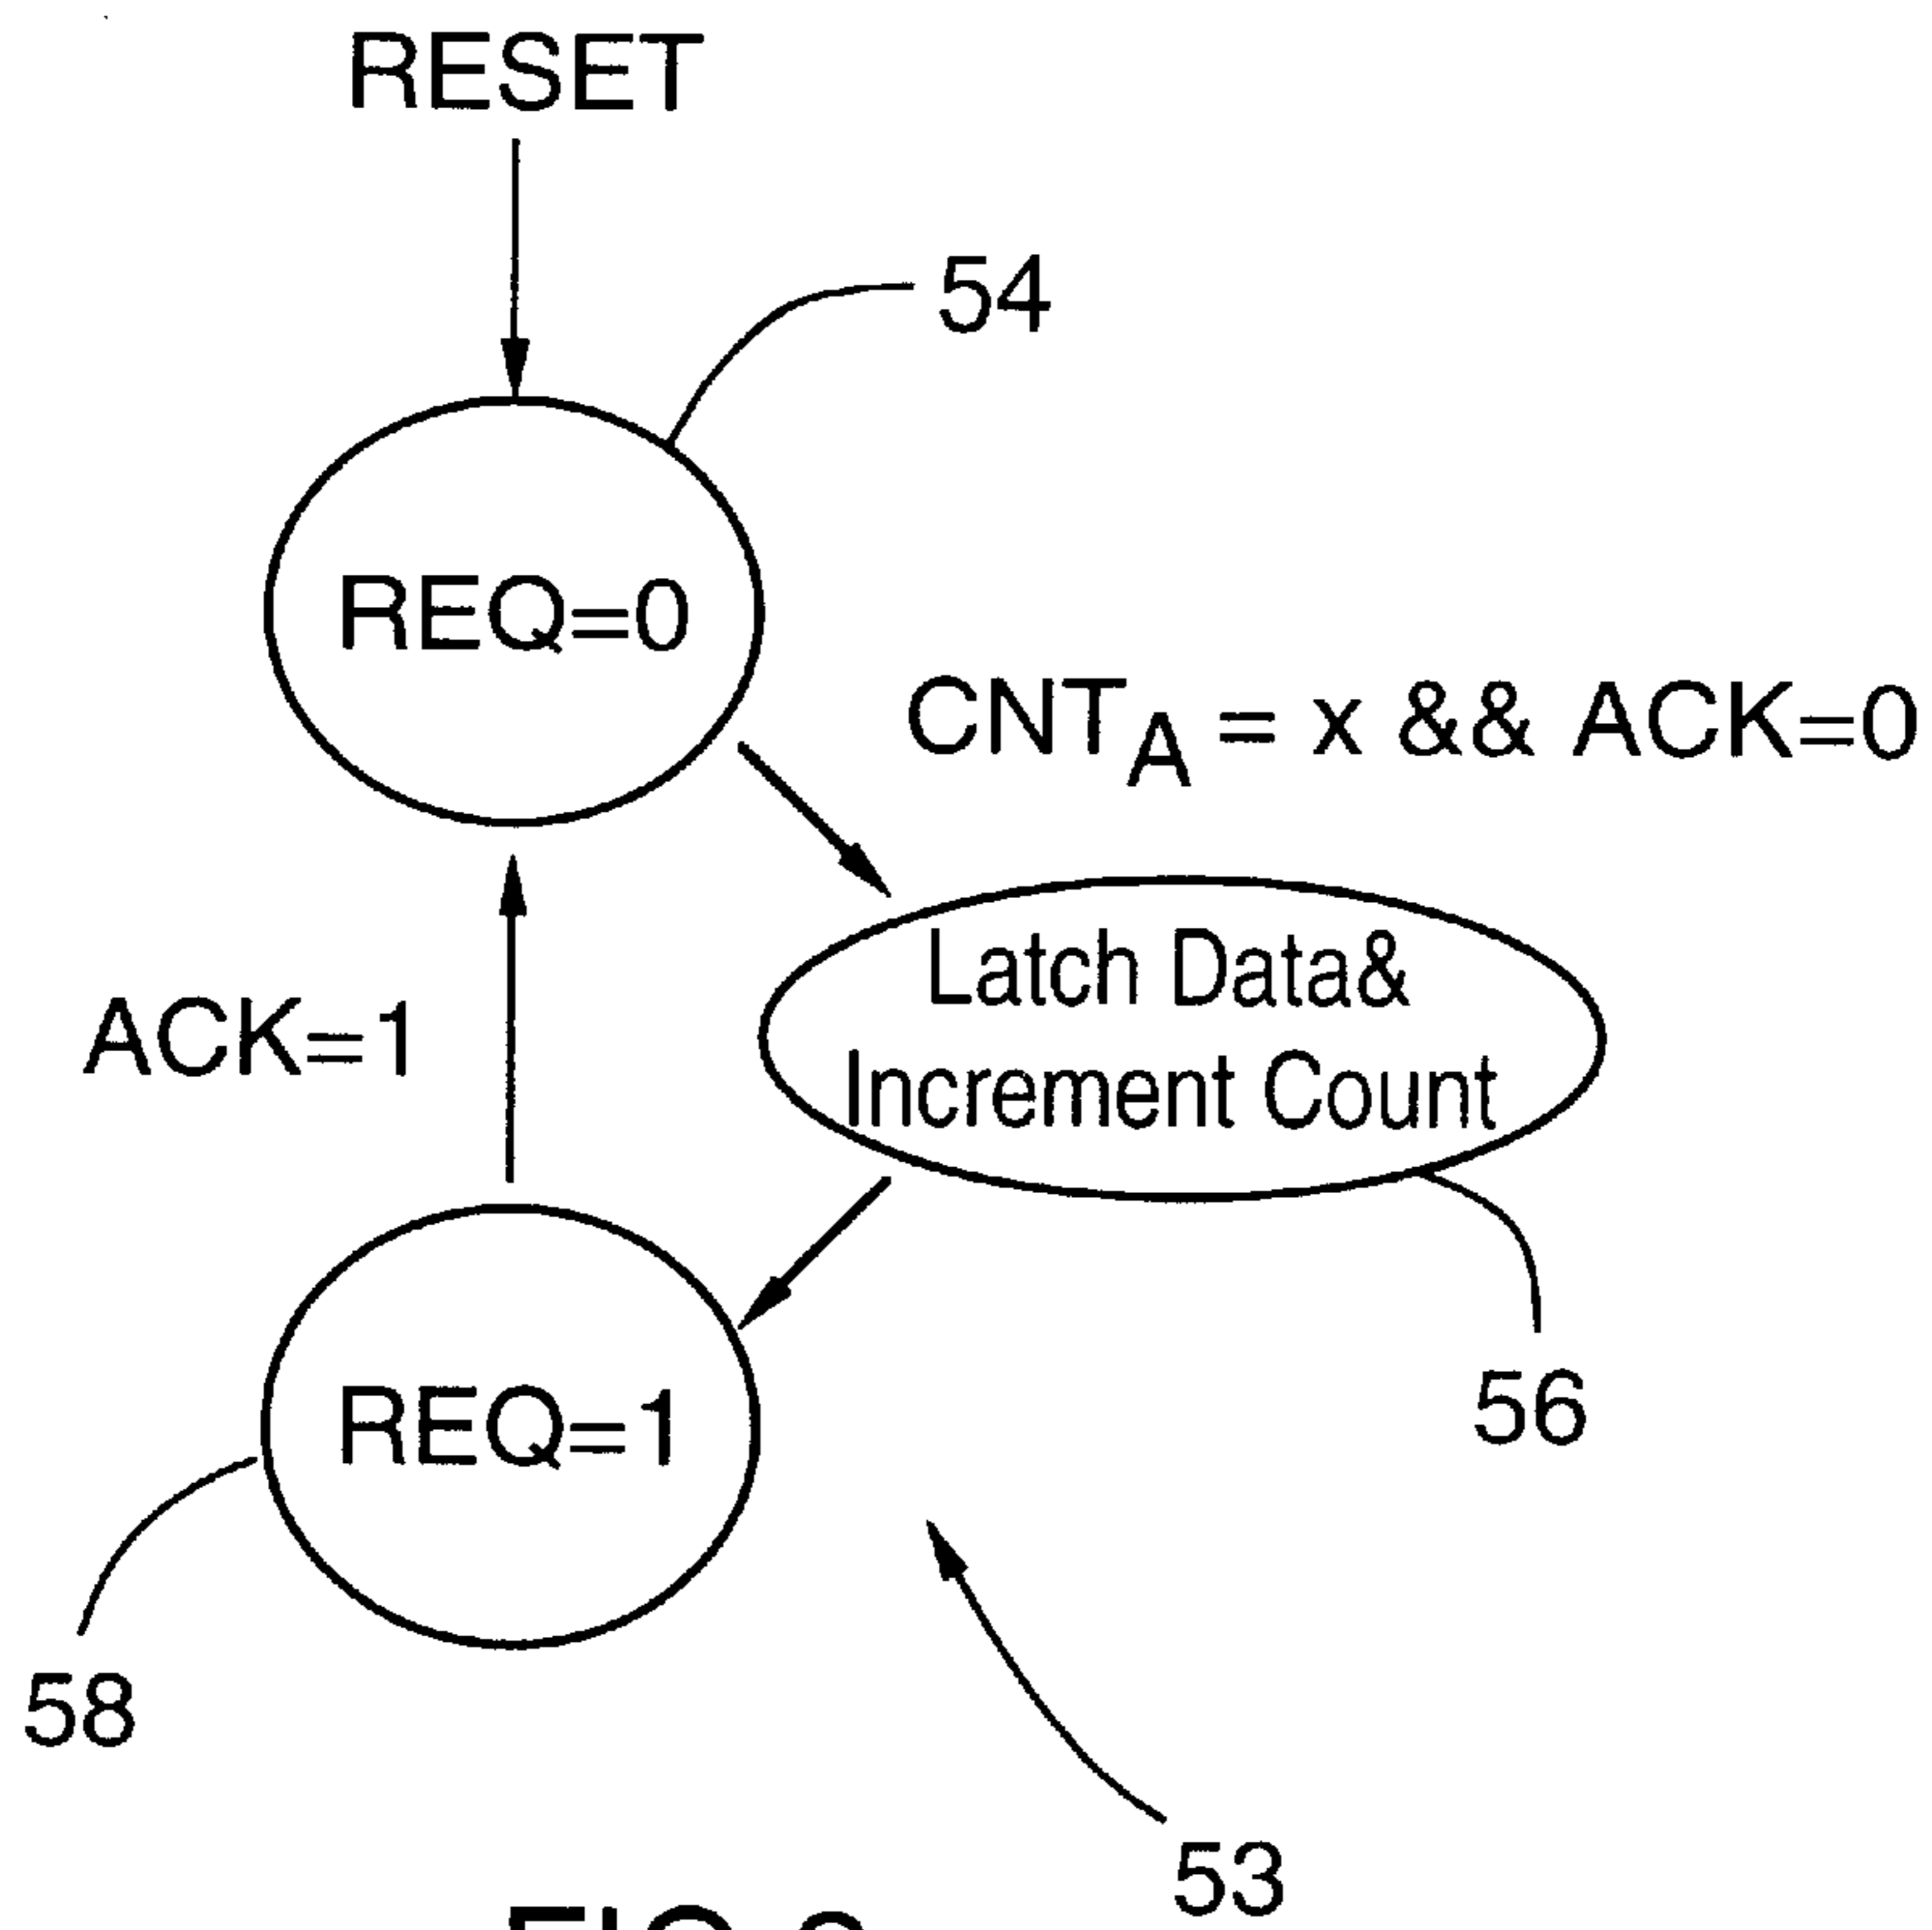 RESET
54
REQ=0
CNTA = x && ACK=0
Latch Data&
Increment Count
ACK=1
REQ=1
56
58
53